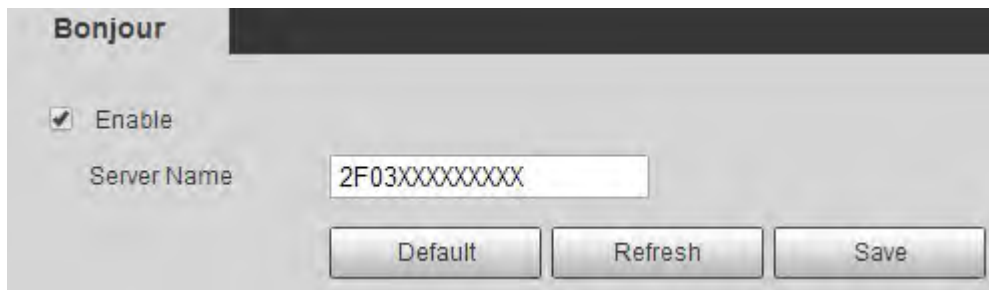 Bonjour
Enable
Server Name 2F03XXXXXXXXX
Default Refresh Save